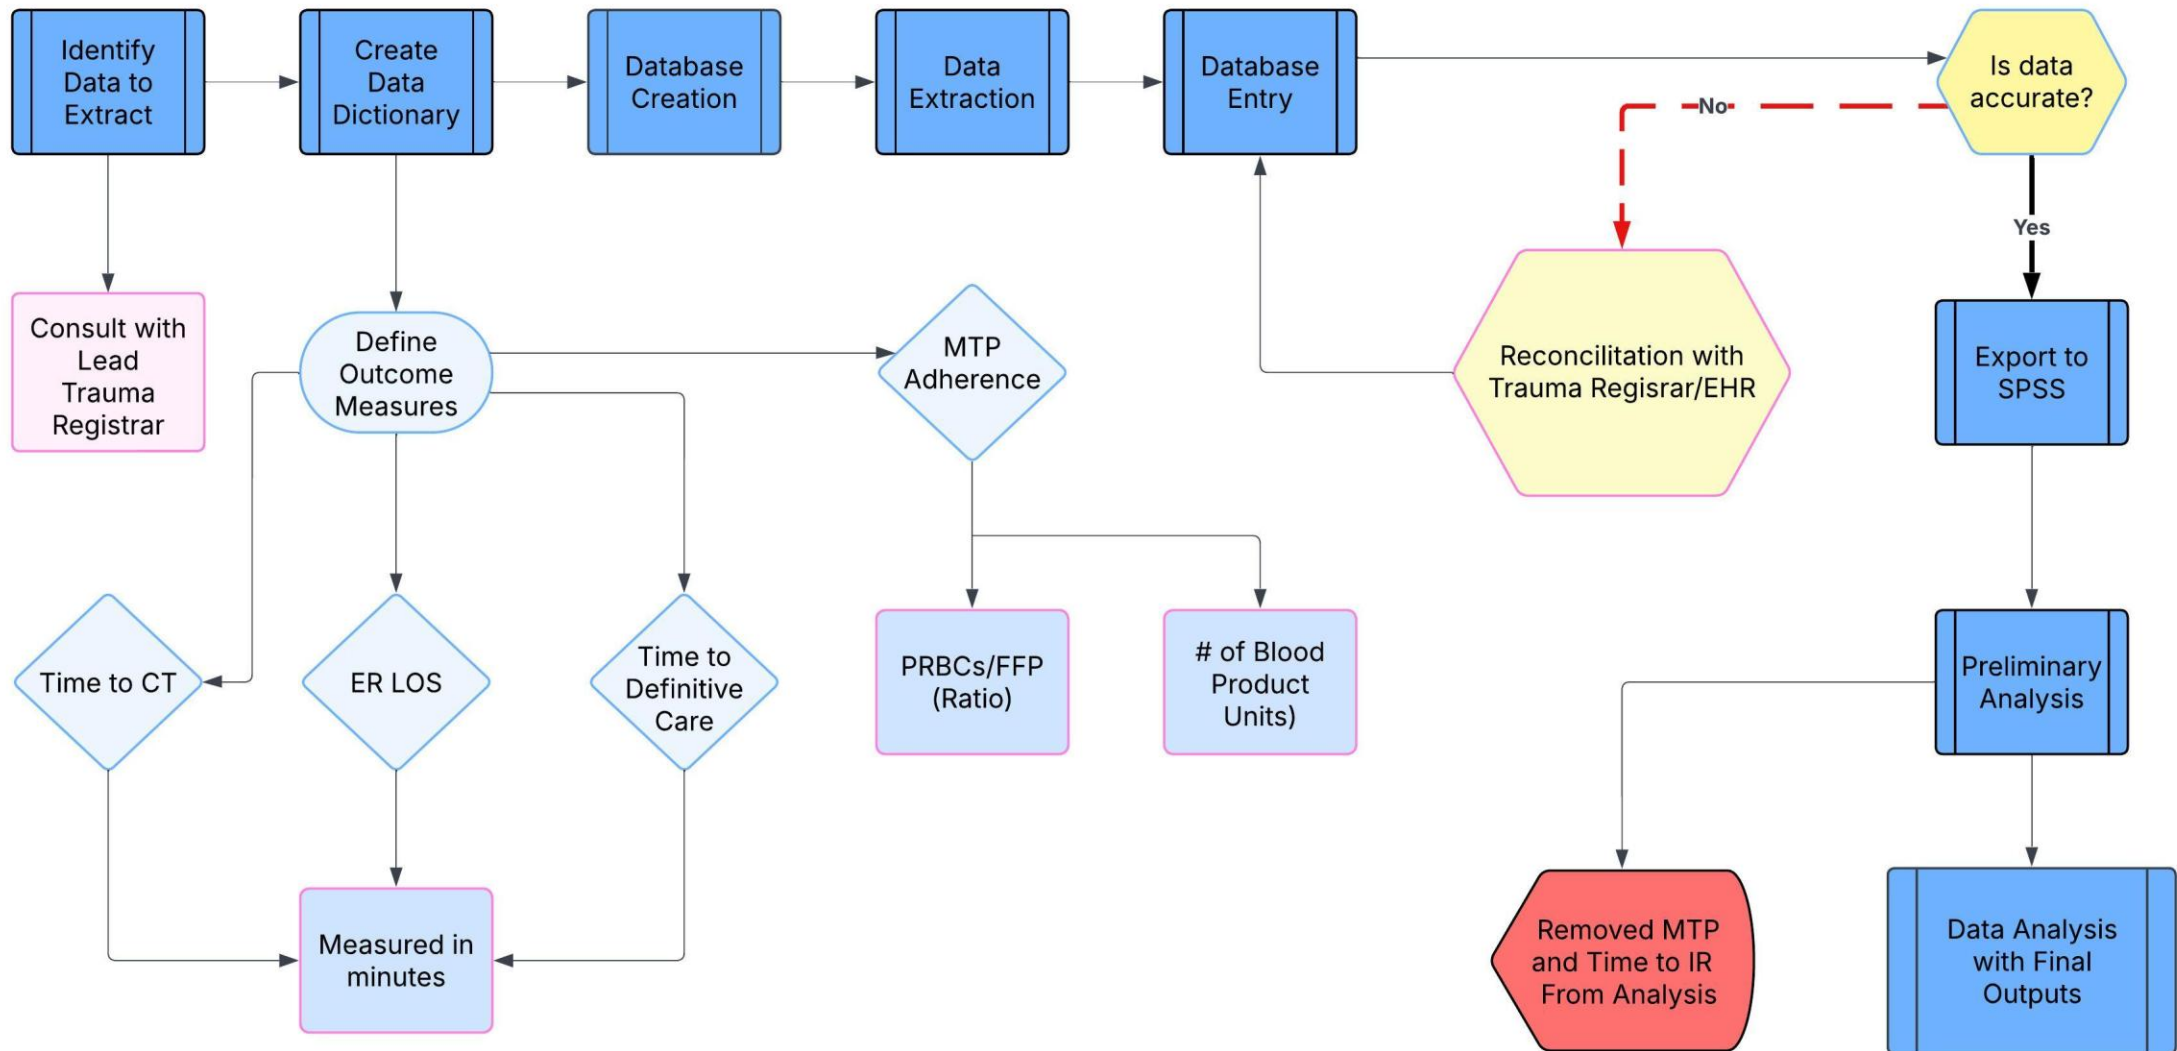 Identify
Data to
Extract
Create
Data
Dictionary
Database
Creation
Data
Extraction
Database
Entry
Is data
accurate?
No
Yes
Consult with
Lead
Trauma
Registrar
Define
Outcome
Measures
MTP
Adherence
Reconcilitation with
Trauma Regisrar/EHR
Export to
SPSS
Time to CT
ER LOS
Time to
Definitive
Care
PRBCs/FFP
(Ratio)
# of Blood
Product
Units)
Preliminary
Analysis
Measured in
minutes
Removed MTP
and Time to IR
From Analysis
Data Analysis
with Final
Outputs